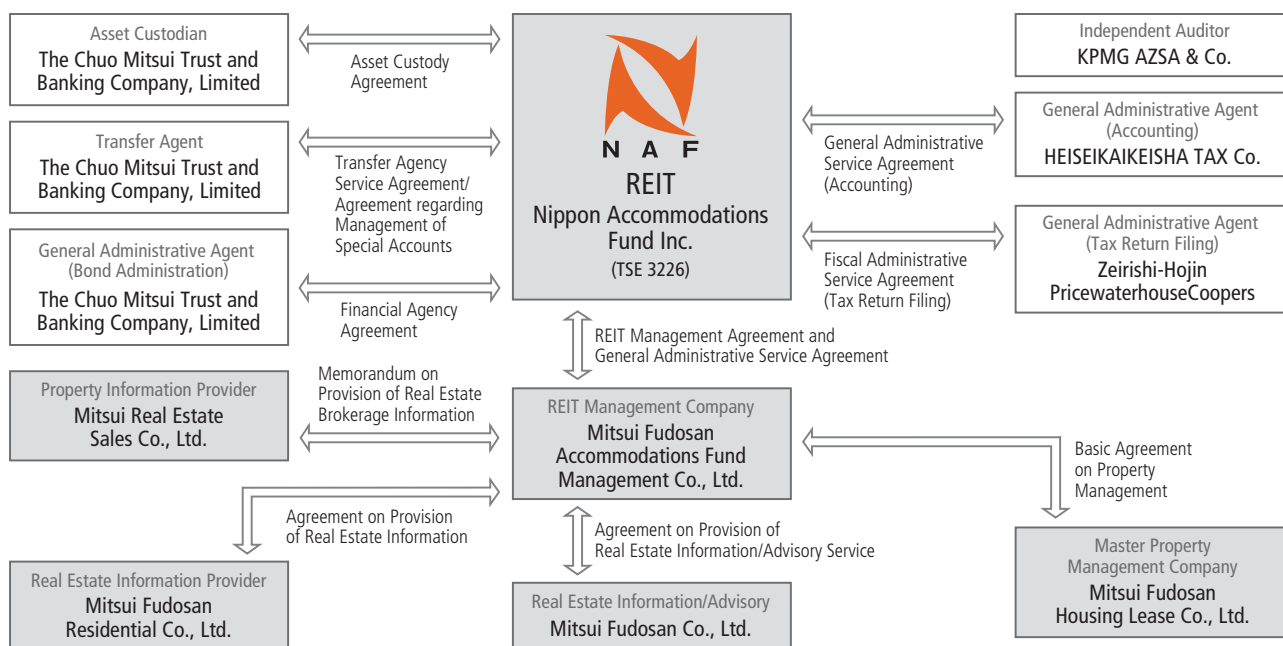 Asset Custodian
The Chuo Mitsui Trust and
Banking Company, Limited
Asset Custody
Agreement
Transfer Agent
The Chuo Mitsui Trust and
Banking Company, Limited
Transfer Agency
Service Agreement/
Agreement regarding
Management of
Special Accounts
General Administrative Agent
(Bond Administration)
The Chuo Mitsui Trust and
Banking Company, Limited
Financial Agency
Agreement
NAF
REIT
Nippon Accommodations
Fund Inc.
(TSE 3226)
Independent Auditor
KPMG AZSA & Co.
General Administrative
Service Agreement
(Accounting)
General Administrative Agent
(Accounting)
HEISEIKAIKEISHA TAX Co.
Fiscal Administrative
Service Agreement
(Tax Return Filing)
General Administrative Agent
(Tax Return Filing)
Zeirishi-Hojin
PricewaterhouseCoopers
REIT Management Agreement and
General Administrative Service Agreement
Property Information Provider
Mitsui Real Estate
Sales Co., Ltd.
Memorandum on
Provision of Real Estate
Brokerage Information
REIT Management Company
Mitsui Fudosan
Accommodations Fund
Management Co., Ltd.
Basic Agreement
on Property
Management
Agreement on Provision
of Real Estate Information
Agreement on Provision of
Real Estate Information/Advisory Service
Real Estate Information Provider
Mitsui Fudosan
Residential Co., Ltd.
Real Estate Information/Advisory
Mitsui Fudosan Co., Ltd.
Master Property
Management Company
Mitsui Fudosan
Housing Lease Co., Ltd.